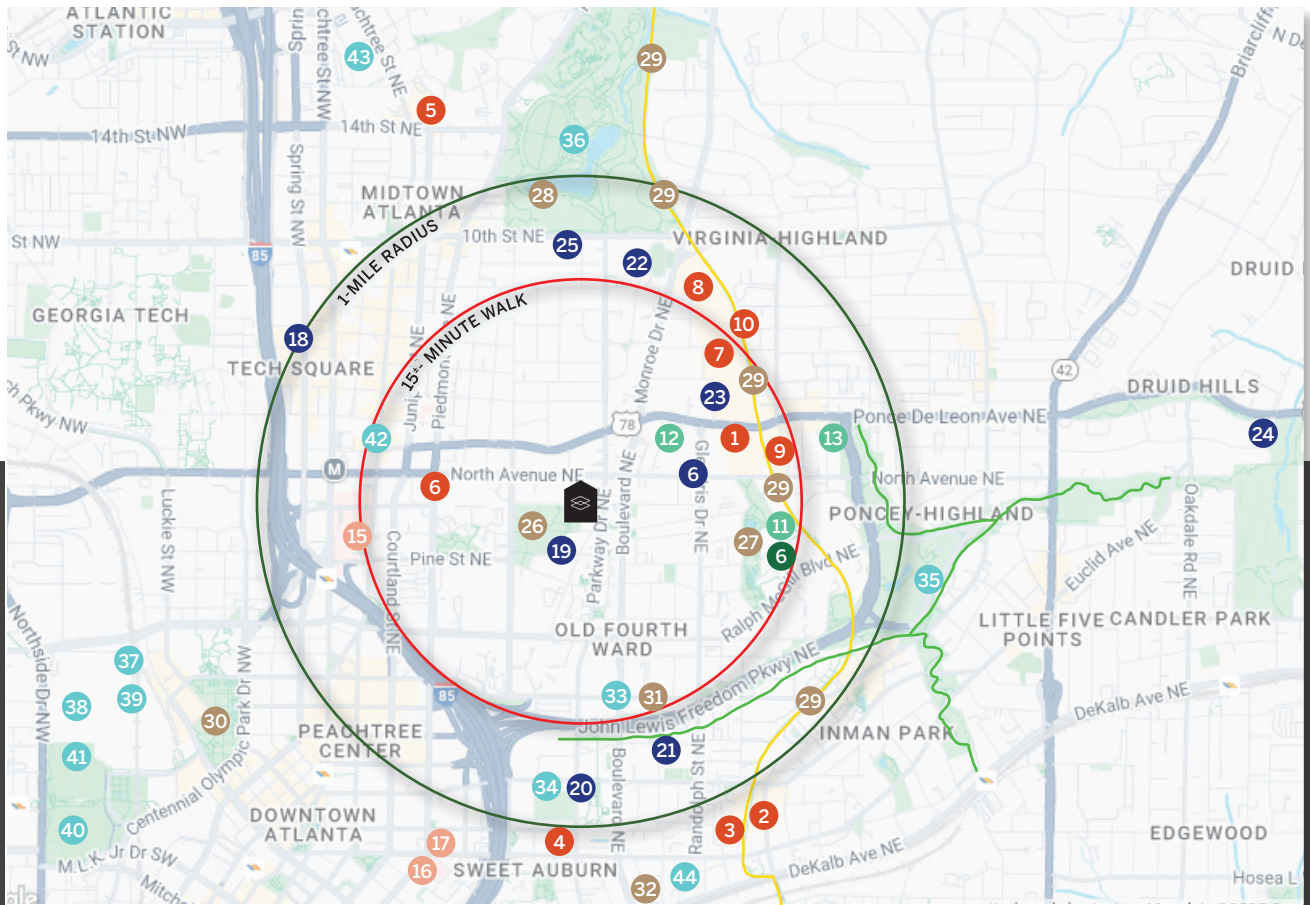 ATLANTIC
STATION
43
29
5
St NW
14th St NW
14th St NE
Spring St NW
36
MIDTOWN
ATLANTA
28
29
1-MILE RADIUS
St NW
10th St NE
25
VIRGINIA-HIGHLAND
22
85
8
DRUID
15+- MINUTE WALK
GEORGIA TECH
Monroe Dr NE
10
18
7
TECH SQUARE
42
29
23
DRUID HILLS
78
Ponce De Leon Ave NE
42
12
1
13
24
9
M
North Avenue NE
6
6
29
North Avenue NE
Luckie St NW
Boulevard NE
Parkway Dr NE
Oakdale Rd NE
PONCEY-HIGHLAND
26
11
15
Courtland St NE
27
Pine St NE
19
6
Euclid Ave NE
35
Ralph McGill Blvd NE
OLD FOURTH
WARD
LITTLE FIVE
POINTS
CANDLER PARK
Northside Dr NW
37
38
39
30
Park Dr NW
85
33
31
John Lewis Freedom Pkwy NE
29
DeKalb Ave NE
PEACHTREE
CENTER
INMAN PARK
41
21
Centennial Olympic
34
20
Boulevard NE
Randolph St NE
DOWNTOWN
ATLANTA
40
2
3
4
17
EDGEWOOD
M.L.K. Jr Dr SW
16
SWEET AUBURN
DeKalb Ave NE
44
32
Hosea L